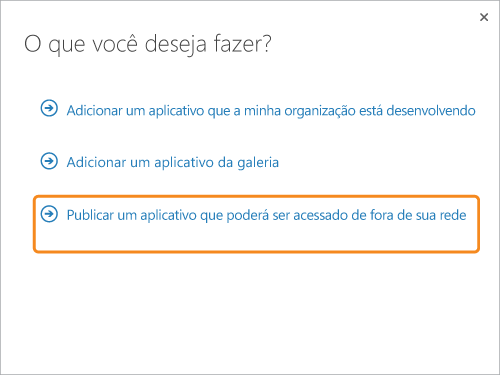 O que você deseja fazer?
Adicionar um aplicativo que a minha organização está desenvolvendo
Adicionar um aplicativo da galeria
Publicar um aplicativo que poderá ser acessado de fora de sua rede